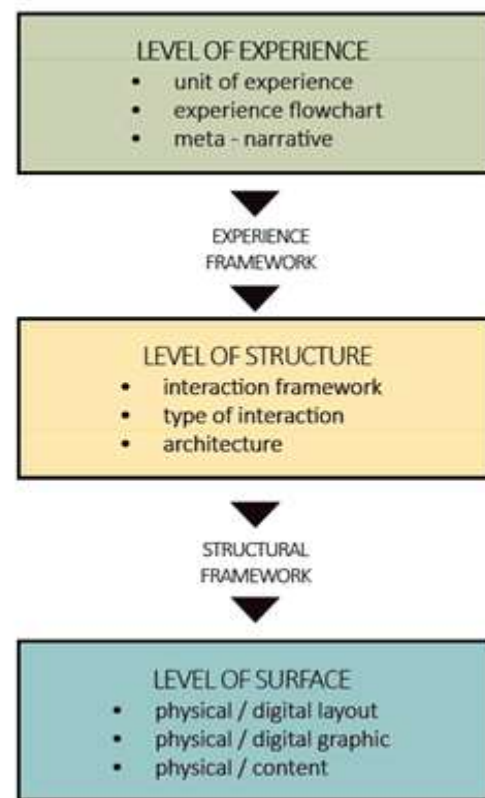 LEVEL OF EXPERIENCE
• unit of experience
• experience flowchart
• meta - narrative
EXPERIENCE
FRAMEWORK
LEVEL OF STRUCTURE
• interaction framework
• type of interaction
• architecture
STRUCTURAL
FRAMEWORK
LEVEL OF SURFACE
• physical / digital layout
• physical / digital graphic
• physical / content